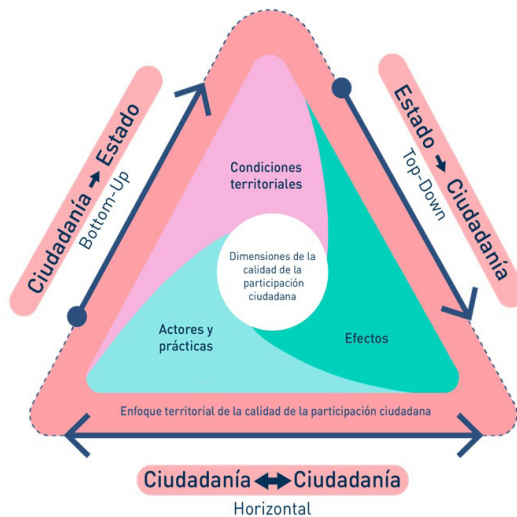 Ciudadanía → Estado
Bottom-Up
Estado → Ciudadanía
Top-Down
Condiciones
territoriales
Dimensiones de la
calidad de la
participación
ciudadana
Actores y
prácticas
Efectos
Enfoque territorial de la calidad de la participación ciudadana
Ciudadanía ↔ Ciudadanía
Horizontal